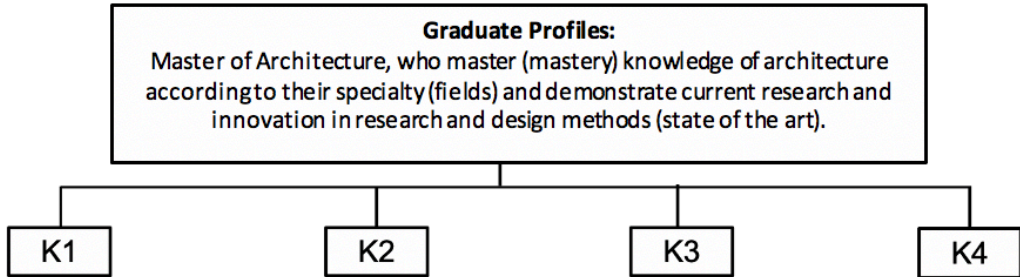 Graduate Profiles:
Master of Architecture, who master (mastery) knowledge of architecture
according to their specialty (fields) and demonstrate current research and
innovation in research and design methods (state of the art).
K1
K2
K3
K4